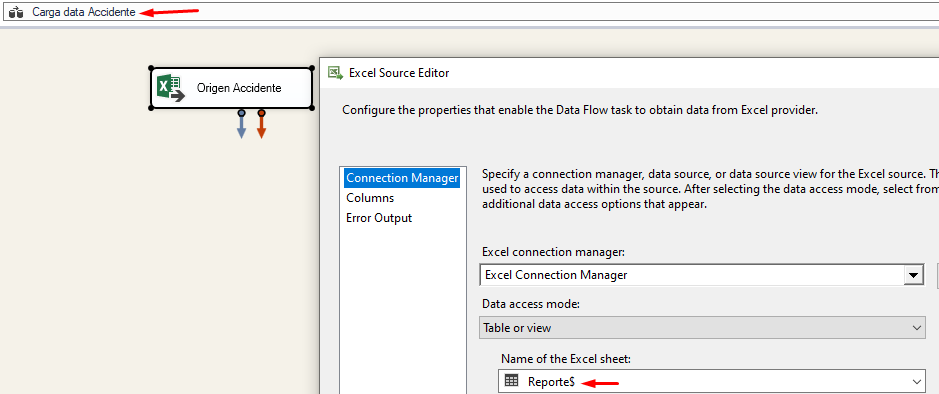 Carga data Accidente
Origen Accidente
Excel Source Editor
Configure the properties that enable the Data Flow task to obtain data from Excel provider.
Connection Manager
Columns
Error Output
Specify a connection manager, data source, or data source view for the Excel source.
used to access data within the source. After selecting the data access mode, select from
additional data access options that appear.
Excel connection manager:
Excel Connection Manager
Data access mode:
Table or view
Name of the Excel sheet:
Reporte$